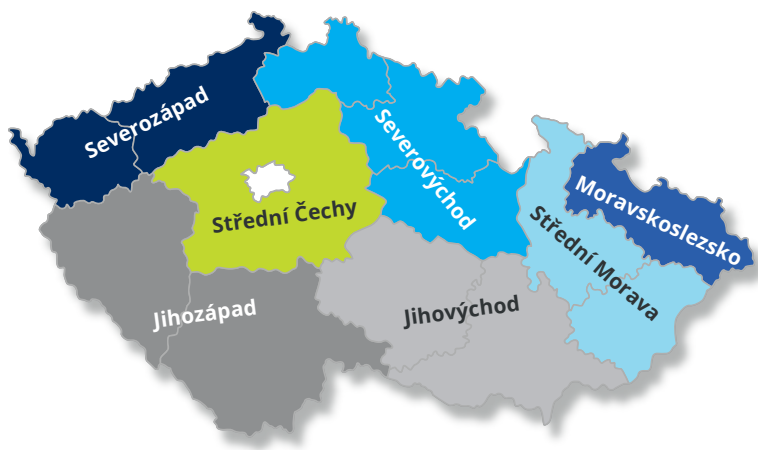 Severozápad
Severovýchod
Střední Čechy
Moravskoslezsko
Střední Morava
Jihozápad
Jihovýchod